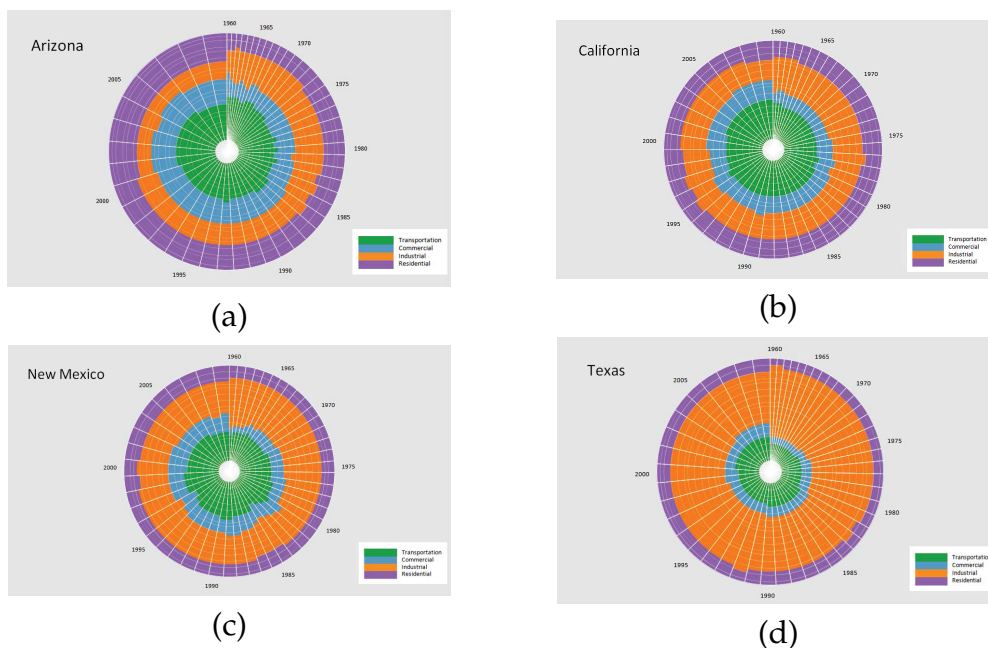 Arizona
1960
1965
1970
1975
1980
1985
1990
1995
2000
2005
Transportation
Commercial
Industrial
Residential
(a)
California
1960
1965
1970
1975
1980
1985
1990
1995
2000
2005
Transportation
Commercial
Industrial
Residential
(b)
New Mexico
1960
1965
1970
1975
1980
1985
1990
1995
2000
2005
Transportation
Commercial
Industrial
Residential
(c)
Texas
1960
1965
1970
1975
1980
1985
1990
1995
2000
2005
Transportation
Commercial
Industrial
Residential
(d)